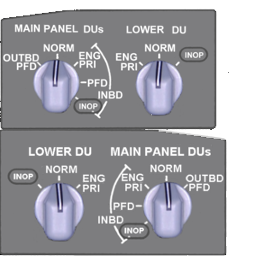 MAIN PANEL DUs LOWER DU
NORM NORM
OUTBD PFD ENG PRI ENG PRI INOP
PFD
INBD
INOP
LOWER DU MAIN PANEL DUs
NORM NORM
INOP ENG PRI ENG PRI OUTBD PFD
PFD
INBD
INOP